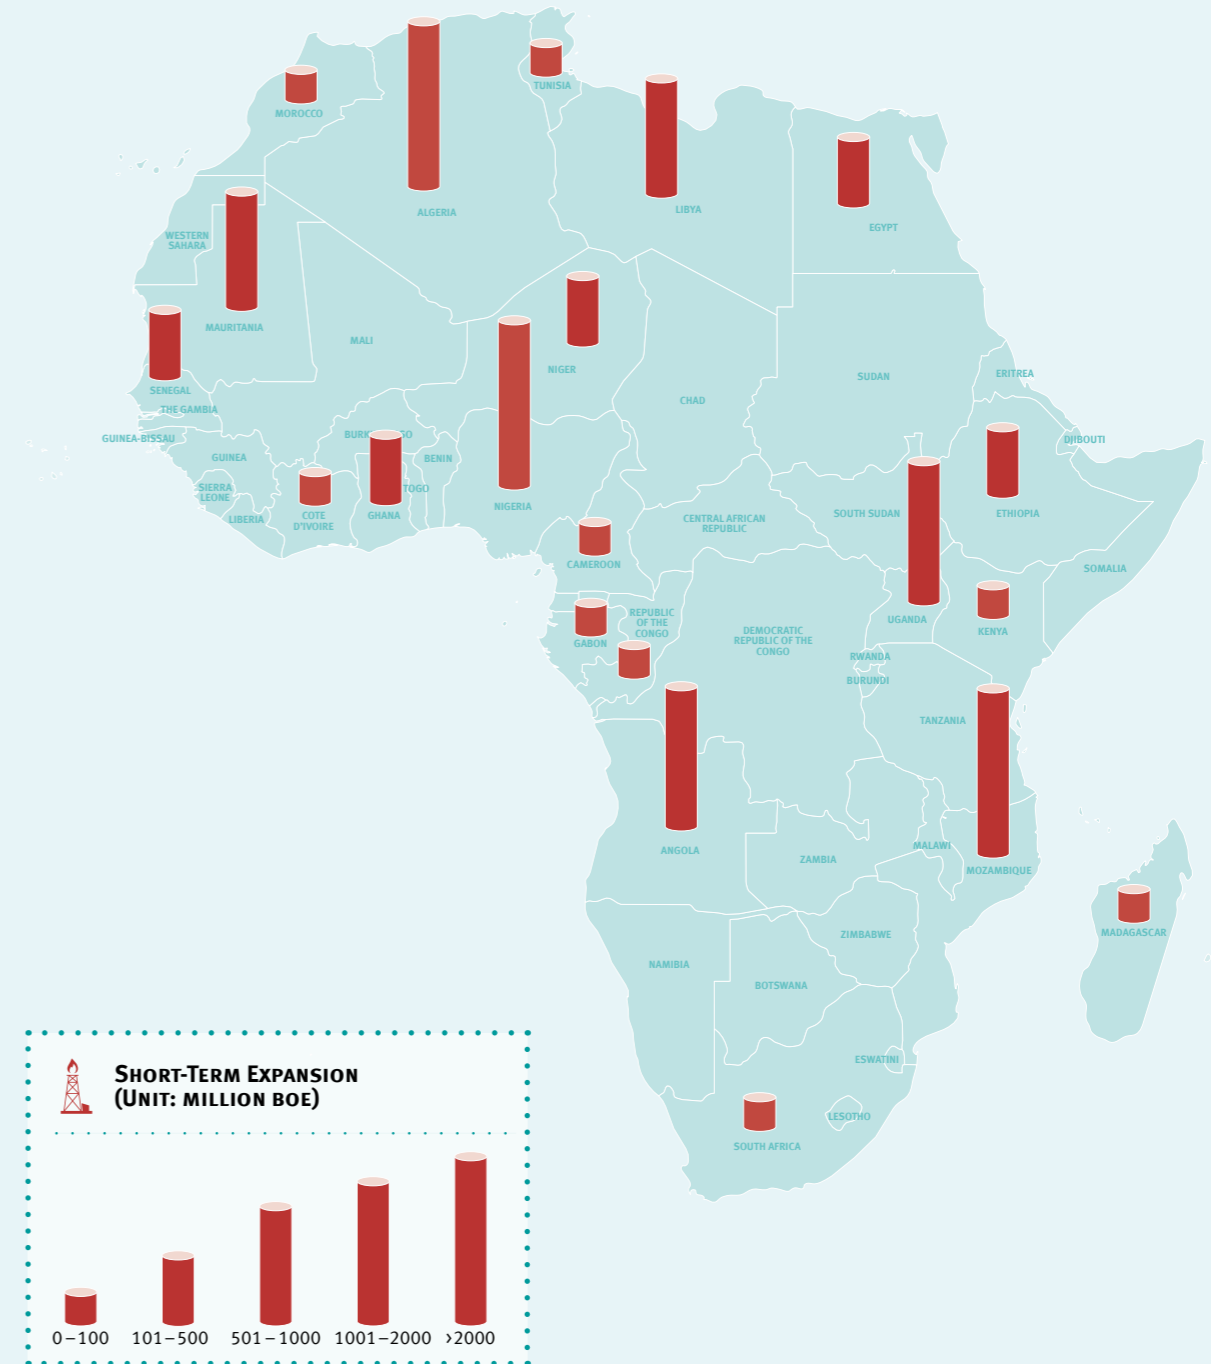 TUNISIA
MOROCCO
ALGERIA
LIBYA
EGYPT
WESTERN
SAHARA
MAURITANIA
MALI
NIGER
SUDAN
ERITREA
CHAD
SENEGAL
THE GAMBIA
GUINEA-BISSAU
BURK
GO
DJIBOUTI
GUINEA
BENIN
SIERRA
LEONE
TOGO
LIBERIA
COTE
D'IVOIRE
GHANA
NIGERIA
CENTRAL AFRICAN
REPUBLIC
SOUTH SUDAN
ETHIOPIA
SOMALIA
CAMEROON
REPUBLIC
OF THE
CONGO
GABON
DEMOCRATIC
REPUBLIC OF THE
CONGO
UGANDA
KENYA
RWANDA
BURUNDI
TANZANIA
ANGOLA
ZAMBIA
MALAWI
MOZAMBIQUE
MADAGASCAR
ZIMBABWE
NAMIBIA
BOTSWANA
ESWATINI
LESOTHO
SOUTH AFRICA
SHORT-TERM EXPANSION
(UNIT: MILLION BOE)
0–100 101–500 501–1000 1001–2000 >2000